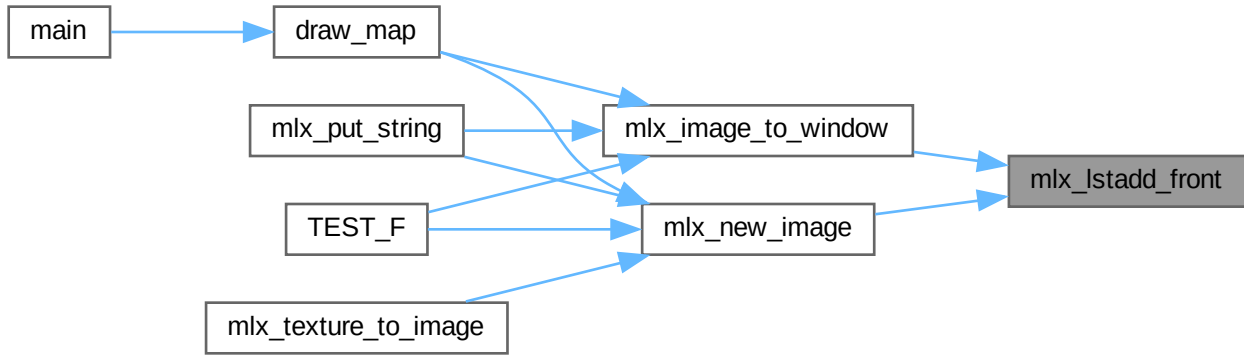 main
draw_map
mlx_put_string
mlx_image_to_window
mlx_lstadd_front
TEST_F
mlx_new_image
mlx_texture_to_image